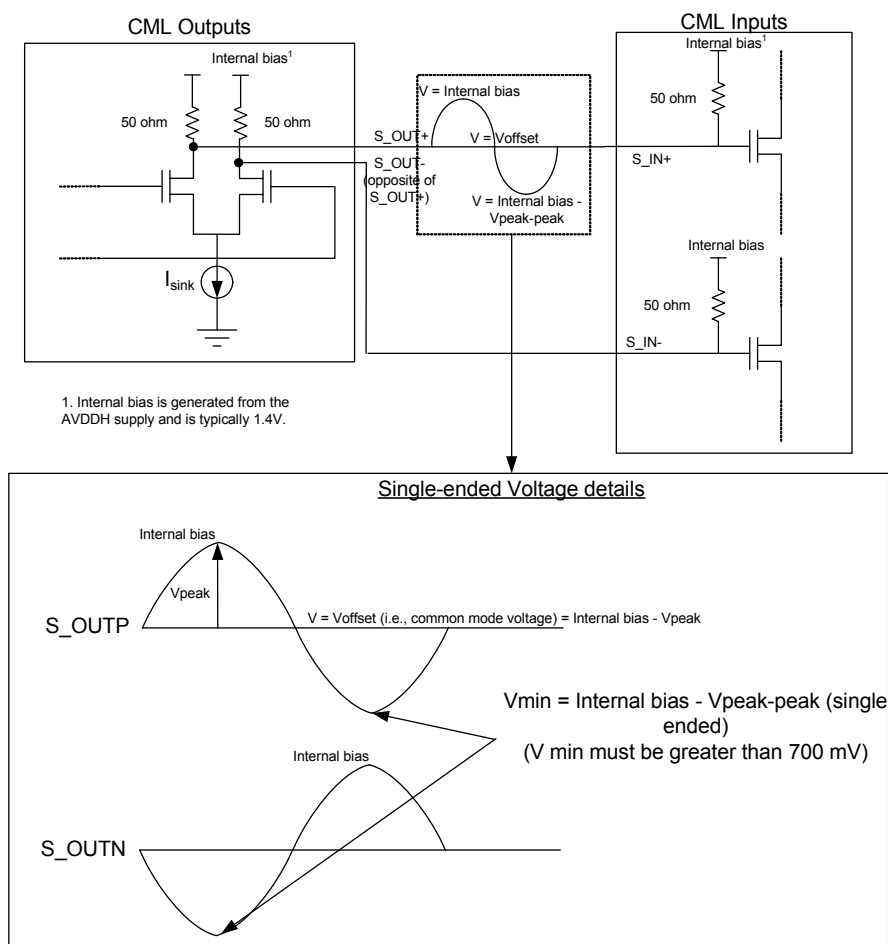 CML Outputs
CML Inputs
Internal bias1
Internal bias1
50 ohm
50 ohm
V = Internal bias
50 ohm
S_OUT+
V = Voffset
S_OUT-
(opposite of
S_OUT+)
S_IN+
V = Internal bias -
Vpeak-peak
Internal bias
Isink
50 ohm
S_IN-
1. Internal bias is generated from the
AVDDH supply and is typically 1.4V.
Single-ended Voltage details
Internal bias
Vpeak
V = Voffset (i.e., common mode voltage) = Internal bias - Vpeak
S_OUTP
Vmin = Internal bias - Vpeak-peak (single
ended)
(V min must be greater than 700 mV)
Internal bias
S_OUTN